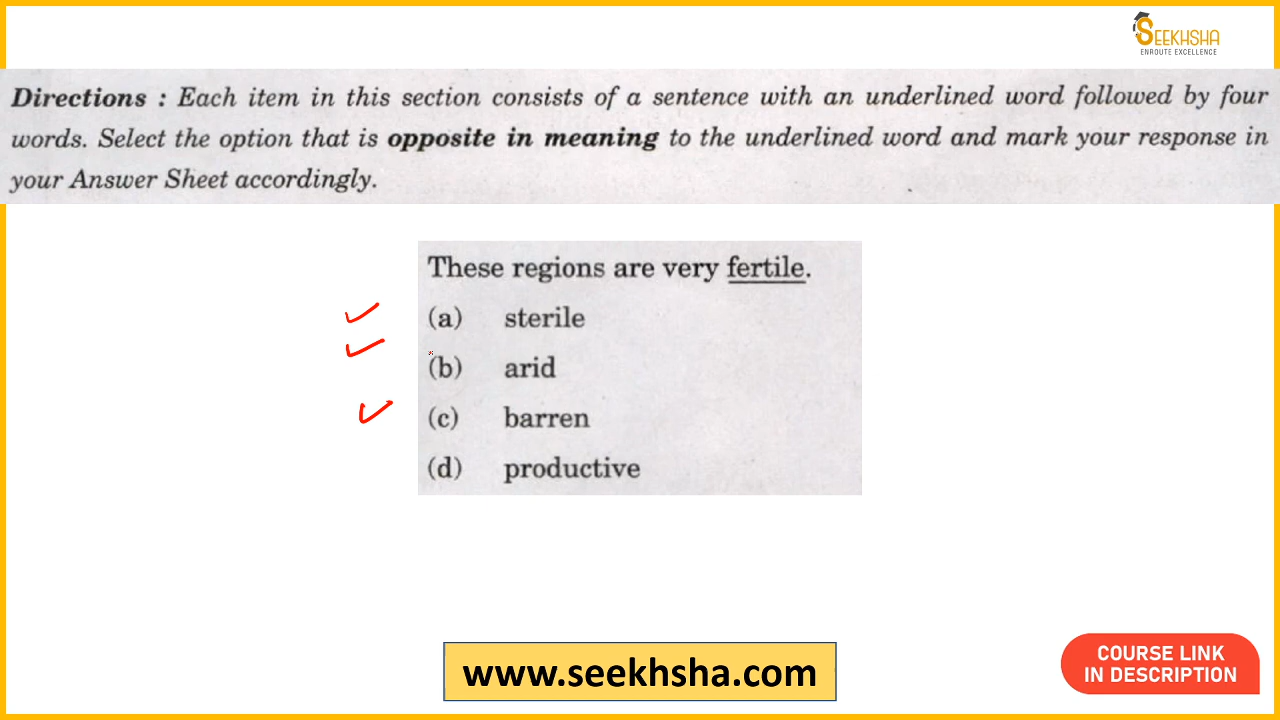 SEEKHSHA
ENROUTE EXCELLENCE
Directions : Each item in this section consists of a sentence with an underlined word followed by four
words. Select the option that is opposite in meaning to the underlined word and mark your response in
your Answer Sheet accordingly.
These regions are very fertile.
(a) sterile
(b) arid
(c) barren
(d) productive
www.seekhsha.com
COURSE LINK
IN DESCRIPTION